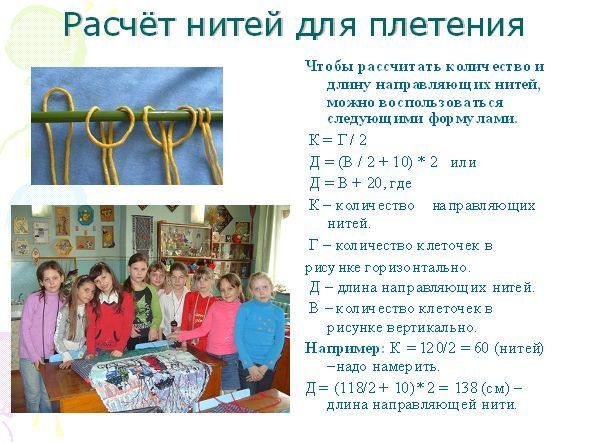 Расчёт нитей для плетения
Чтобы рассчитать количество и
длину направляющих нитей,
можно воспользоваться
следующими формулами.
К = Г / 2
Д = (В / 2 + 10) * 2 или
Д = В + 20, где
К – количество направляющих
нитей.
Г – количество клеточек в
рисунке горизонтально.
Д – длина направляющих нитей.
В – количество клеточек в
рисунке вертикально.
Например: К = 120/2 = 60 (нитей)
–надо намерить.
Д = (118/2 + 10)* 2 = 138 (см) –
длина направляющей нити.